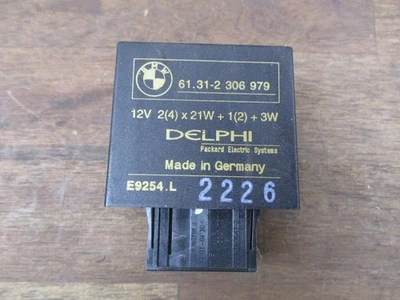 BMW
61.31-2 306 979
12V 2(4) x 21W + 1(2) + 3W
DELPHI
Packard Electric Systems
Made in Germany
E9254.L 2226